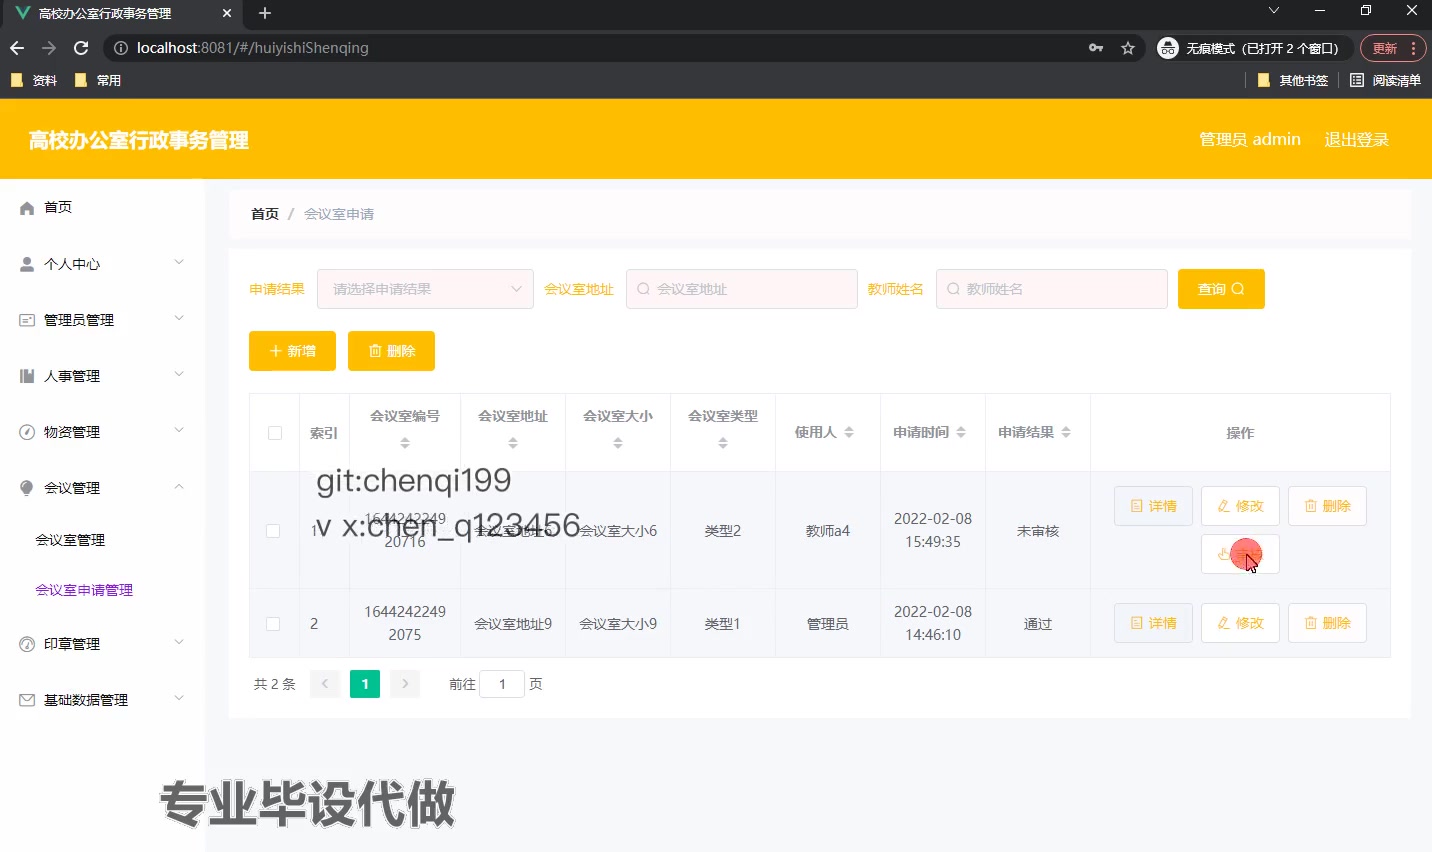 高校办公室行政事务管理
localhost:8081/#/huiyishiShenqing
无痕模式（已打开 2 个窗口）
更新
资料
常用
其他书签
阅读清单
高校办公室行政事务管理
管理员 admin
退出登录
首页
个人中心
管理员管理
人事管理
物资管理
会议管理
会议室管理
会议室申请管理
印章管理
基础数据管理
首页 / 会议室申请
申请结果
请选择申请结果
会议室地址
会议室地址
教师姓名
教师姓名
查询
新增
删除
索引
会议室编号
会议室地址
会议室大小
会议室类型
使用人
申请时间
申请结果
操作
git:chenqi199
v x:chen_q123456
1
1644242249
20716
会议室大小6
类型2
教师a4
2022-02-08
15:49:35
未审核
详情
修改
删除
2
1644242249
2075
会议室地址9
会议室大小9
类型1
管理员
2022-02-08
14:46:10
通过
详情
修改
删除
共 2 条
1
前往
1
页
专业毕设代做